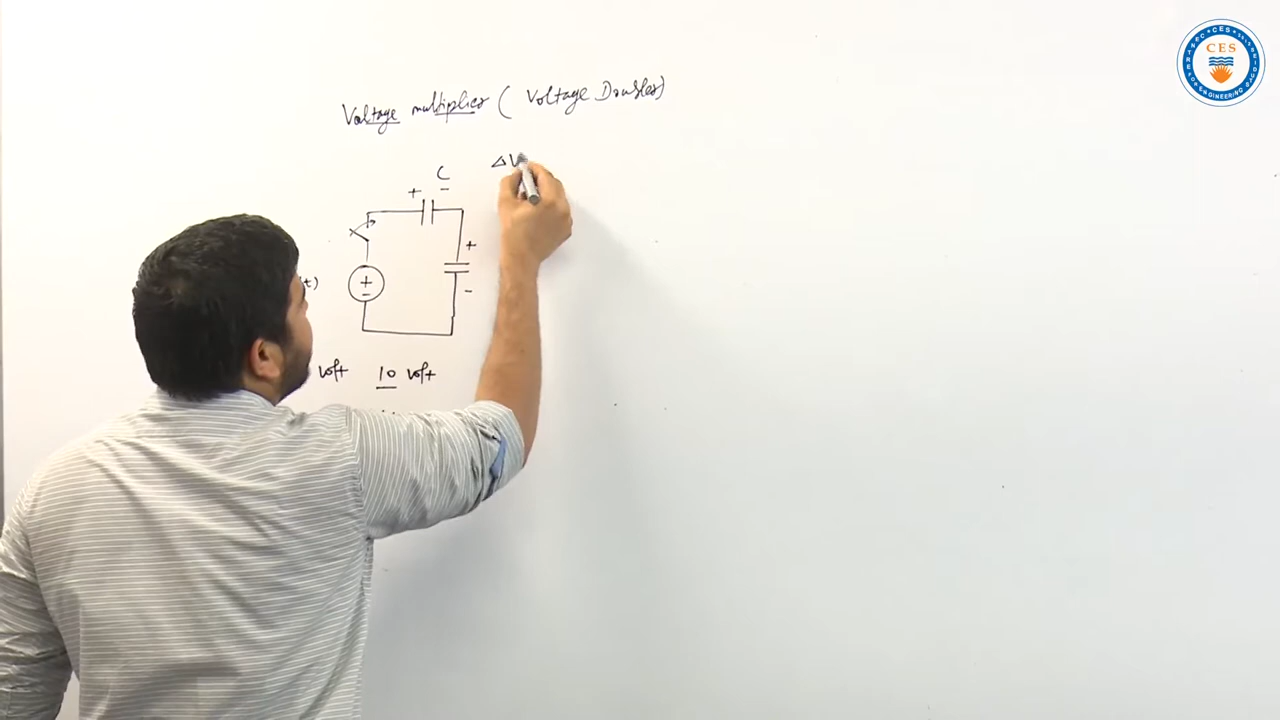 Voltage multiplier ( Voltage Doubler)
ΔV
C
+ -
+
+
-
-
t)
volt 10 volt
CES